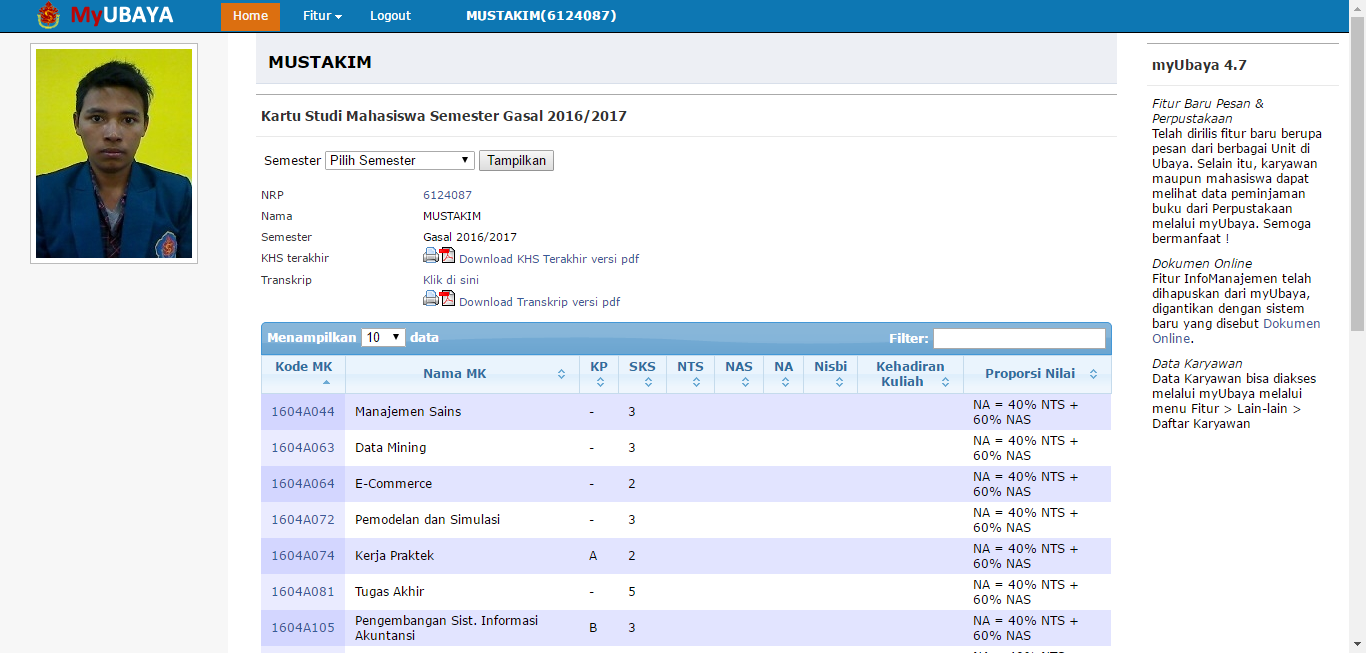 MyUBAYA
Home
Fitur
Logout
MUSTAKIM(6124087)
MUSTAKIM
Kartu Studi Mahasiswa Semester Gasal 2016/2017
Semester Pilih Semester Tampilkan
NRP 6124087
Nama MUSTAKIM
Semester Gasal 2016/2017
KHS terakhir Download KHS Terakhir versi pdf
Transkrip Klik di sini
Download Transkrip versi pdf
Menampilkan 10 data Filter:
Kode MK Nama MK KP SKS NTS NAS NA Nisbi Kehadiran Kuliah Proporsi Nilai
1604A044 Manajemen Sains - 3 NA = 40% NTS +
60% NAS
1604A063 Data Mining - 3 NA = 40% NTS +
60% NAS
1604A064 E-Commerce - 2 NA = 40% NTS +
60% NAS
1604A072 Pemodelan dan Simulasi - 3 NA = 40% NTS +
60% NAS
1604A074 Kerja Praktek A 2 NA = 40% NTS +
60% NAS
1604A081 Tugas Akhir - 5 NA = 40% NTS +
60% NAS
1604A105 Pengembangan Sist. Informasi Akuntansi B 3 NA = 40% NTS +
60% NAS
myUbaya 4.7
Fitur Baru Pesan &
Perpustakaan
Telah dirilis fitur baru berupa
pesan dari berbagai Unit di
Ubaya. Selain itu, karyawan
maupun mahasiswa dapat
melihat data peminjaman
buku dari Perpustakaan
melalui myUbaya. Semoga
bermanfaat !
Dokumen Online
Fitur InfoManajemen telah
dihapuskan dari myUbaya,
digantikan dengan sistem
baru yang disebut Dokumen
Online.
Data Karyawan
Data Karyawan bisa diakses
melalui myUbaya melalui
menu Fitur > Lain-lain >
Daftar Karyawan